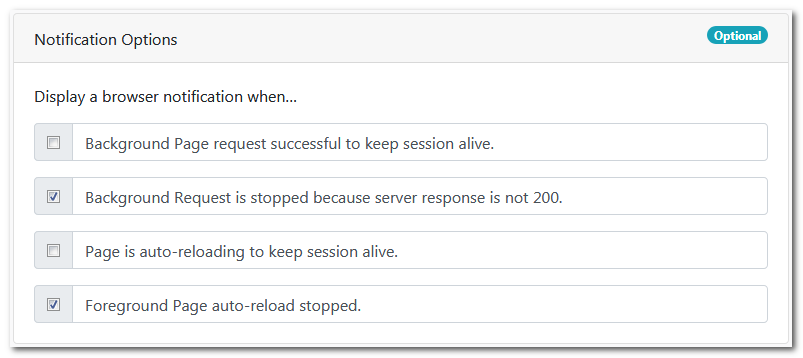 Notification Options
Optional
Display a browser notification when...
Background Page request successful to keep session alive.
Background Request is stopped because server response is not 200.
Page is auto-reloading to keep session alive.
Foreground Page auto-reload stopped.